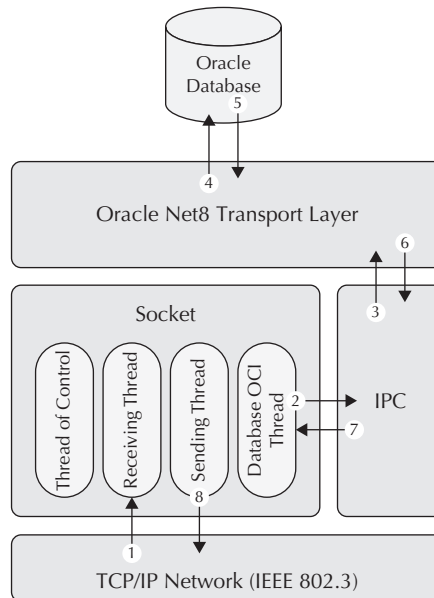 Oracle
Database
5
4
Oracle Net8 Transport Layer
6
3
Socket
Thread of Control
Receiving Thread
Sending Thread
Database OCI
Thread
2
IPC
7
8
1
TCP/IP Network (IEEE 802.3)